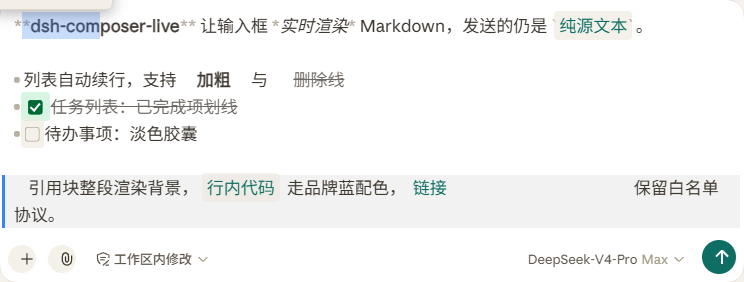 **dsh-composer-live** 让输入框 *实时渲染* Markdown，发送的仍是 `纯源文本`。
列表自动续行，支持 加粗 与 删除线
任务列表：已完成项划线
待办事项：淡色胶囊
引用块整段渲染背景， 行内代码 走品牌蓝配色， 链接 保留白名单
协议。
工作区内修改 DeepSeek-V4-Pro Max